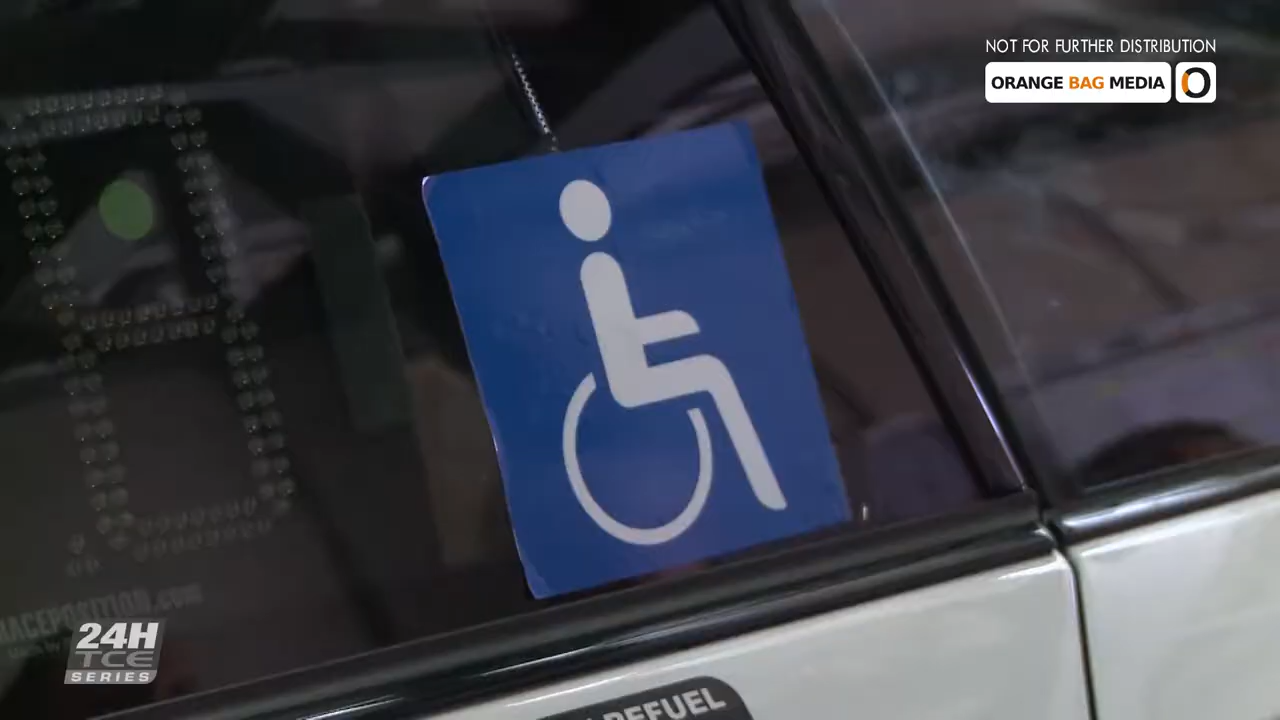 NOT FOR FURTHER DISTRIBUTION
ORANGE BAG MEDIA
24H
TCE
SERIES
REFUEL